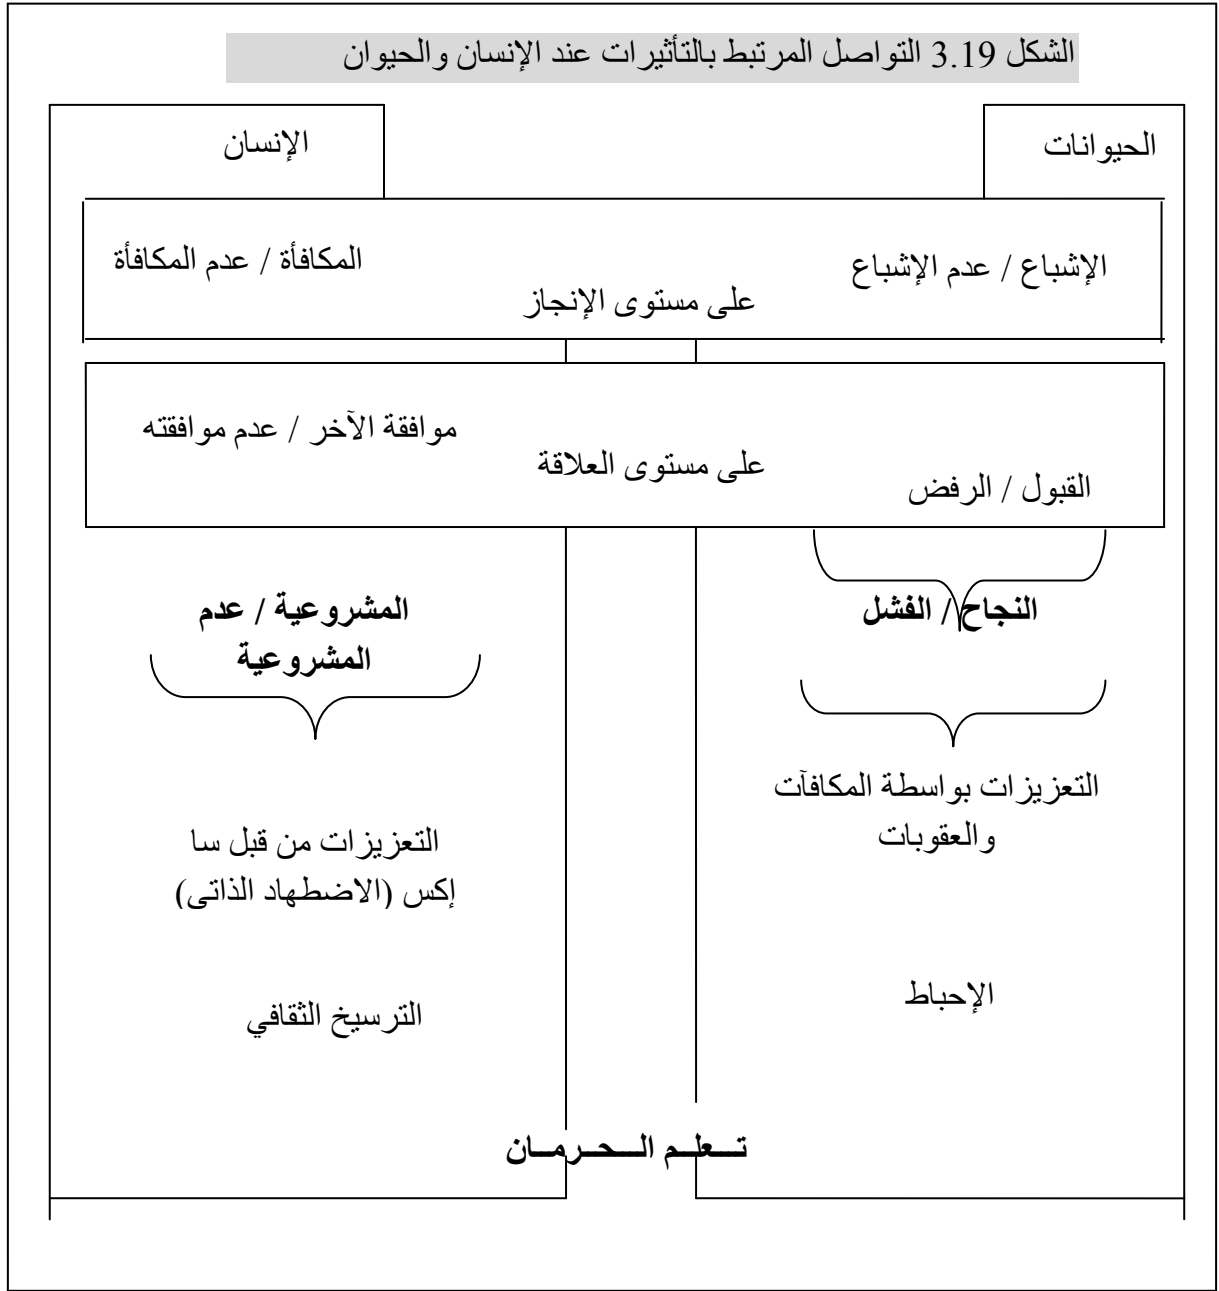 الشكل 3.19 التواصل المرتبط بالتأثيرات عند الإنسان والحيوان
الحيوانات
الإنسان
الإشباع / عدم الإشباع
المكافأة / عدم المكافأة
على مستوى الإنجاز
موافقة الآخر / عدم موافقته
على مستوى العلاقة
القبول / الرفض
النجاح / الفشل
المشروعية / عدم
المشروعية
التعزيزات بواسطة المكافآت
والعقوبات
التعزيزات من قبل سا
إكس (الاضطهاد الذاتى)
الإحباط
الترسيخ الثقافي
تـــعلــم الــــحــرمــان